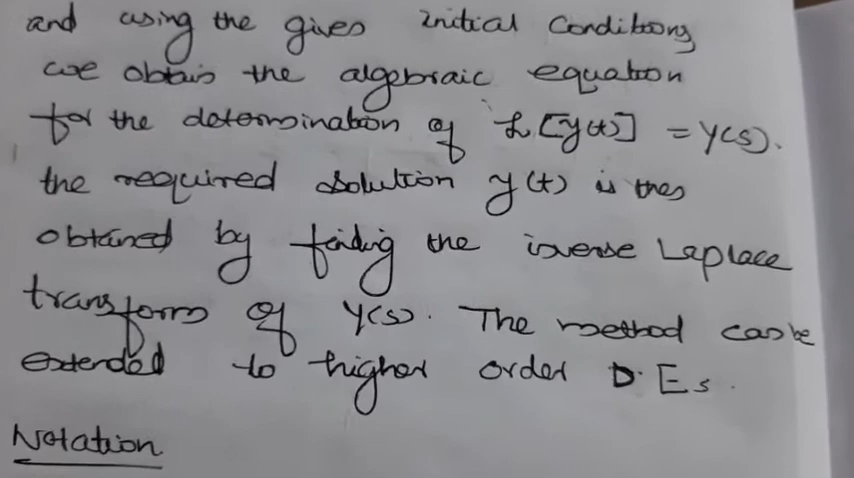 and using the given initial conditions
we obtain the algebraic equation
for the determination of L[y(t)] = Y(s).
the required solution y(t) is then
obtained by finding the inverse Laplace
transform of Y(s). The method can be
extended to higher order D.Es.
Notation